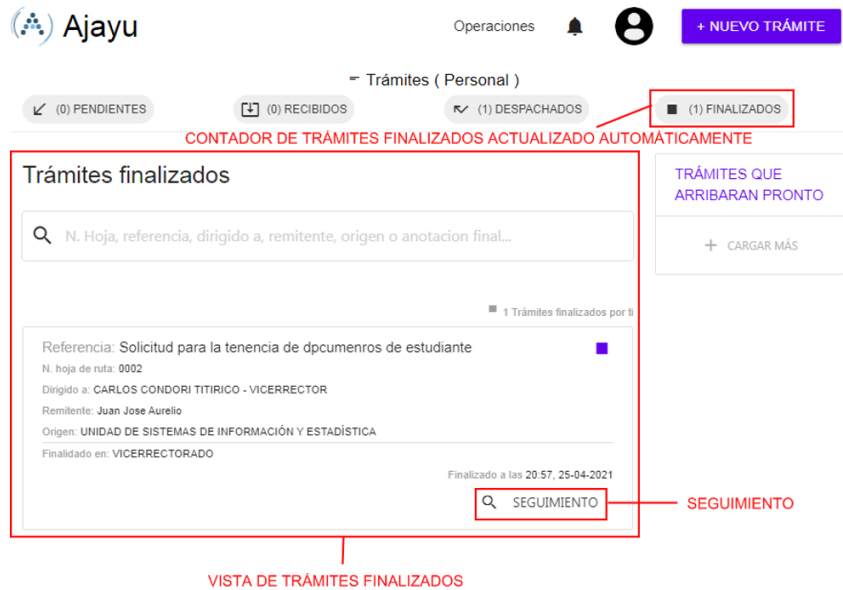 Ajayu
Operaciones
+ NUEVO TRÁMITE
Trámites ( Personal )
(0) PENDIENTES
(0) RECIBIDOS
(1) DESPACHADOS
(1) FINALIZADOS
CONTADOR DE TRÁMITES FINALIZADOS ACTUALIZADO AUTOMÁTICAMENTE
Trámites finalizados
N. Hoja, referencia, dirigido a, remitente, origen o anotacion final...
1 Trámites finalizados por ti
Referencia: Solicitud para la tenencia de dpcumenros de estudiante
N. hoja de ruta: 0002
Dirigido a: CARLOS CONDORI TITIRICO - VICERRECTOR
Remitente: Juan Jose Aurelio
Origen: UNIDAD DE SISTEMAS DE INFORMACIÓN Y ESTADÍSTICA
Finalidado en: VICERRECTORADO
Finalizado a las 20:57, 25-04-2021
SEGUIMIENTO
TRÁMITES QUE
ARRIBARAN PRONTO
+ CARGAR MÁS
SEGUIMIENTO
VISTA DE TRÁMITES FINALIZADOS